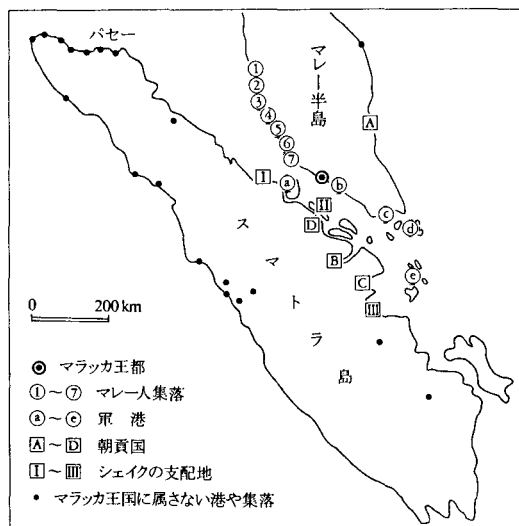 パセー
マレー半島
① ② ③ ④ ⑤ ⑥ ⑦
A
I
ⓐ
ⓑ
II
D
ⓒ
ⓓ
B
C
ⓔ
III
スマトラ島
0 200 km
◉ マラッカ王都
①〜⑦ マレー人集落
ⓐ〜ⓔ 軍港
A〜D 朝貢国
I〜III シェイクの支配地
• マラッカ王国に属さない港や集落